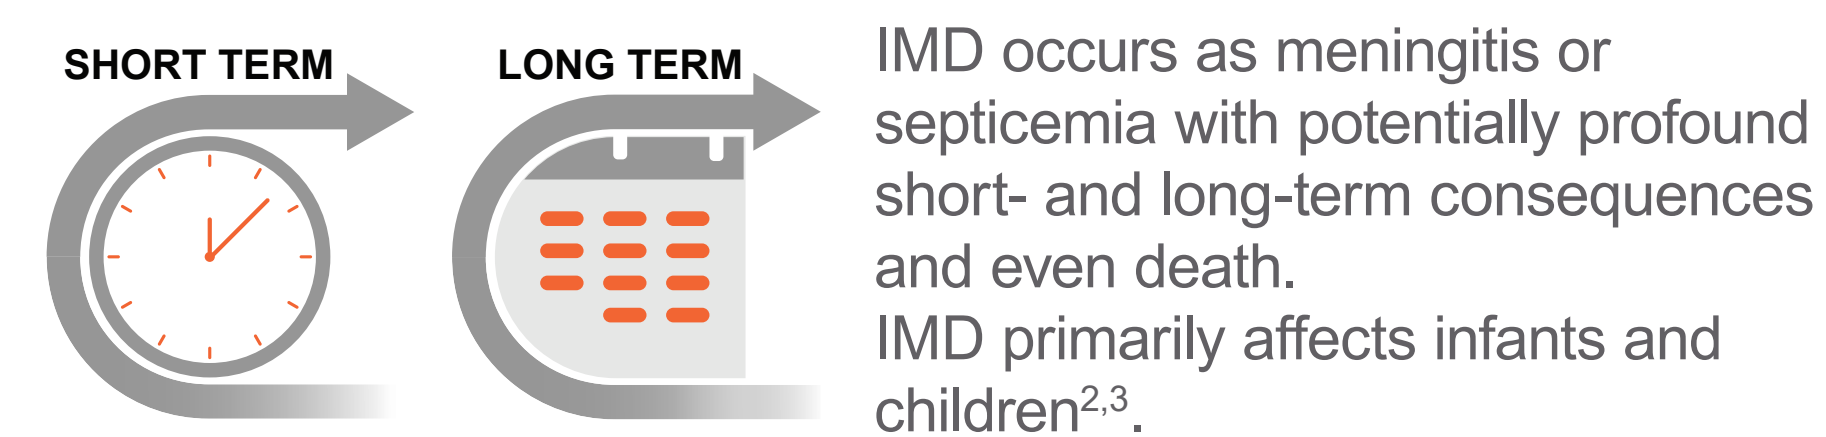 SHORT TERM
LONG TERM
IMD occurs as meningitis or
septicemia with potentially profound
short- and long-term consequences
and even death.
IMD primarily affects infants and
children2,3.